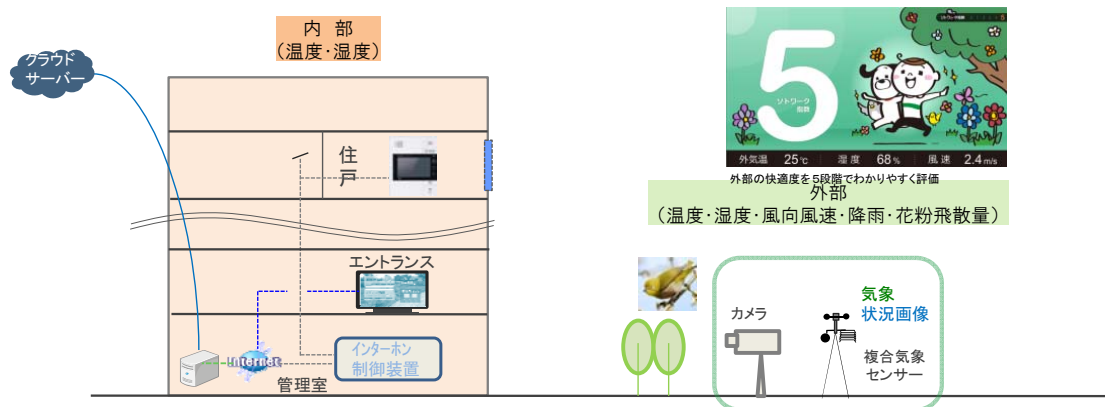 内 部
(温度・湿度)
クラウド
サーバー
住
戸
エントランス
Internet
インターホン
制御装置
管理室
5
ソトワーク
指数
外気温 25℃ 湿度 68% 風速 2.4m/s
外部の快適度を5段階でわかりやすく評価
外部
(温度・湿度・風向風速・降雨・花粉飛散量)
カメラ
気象
状況画像
複合気象
センサー